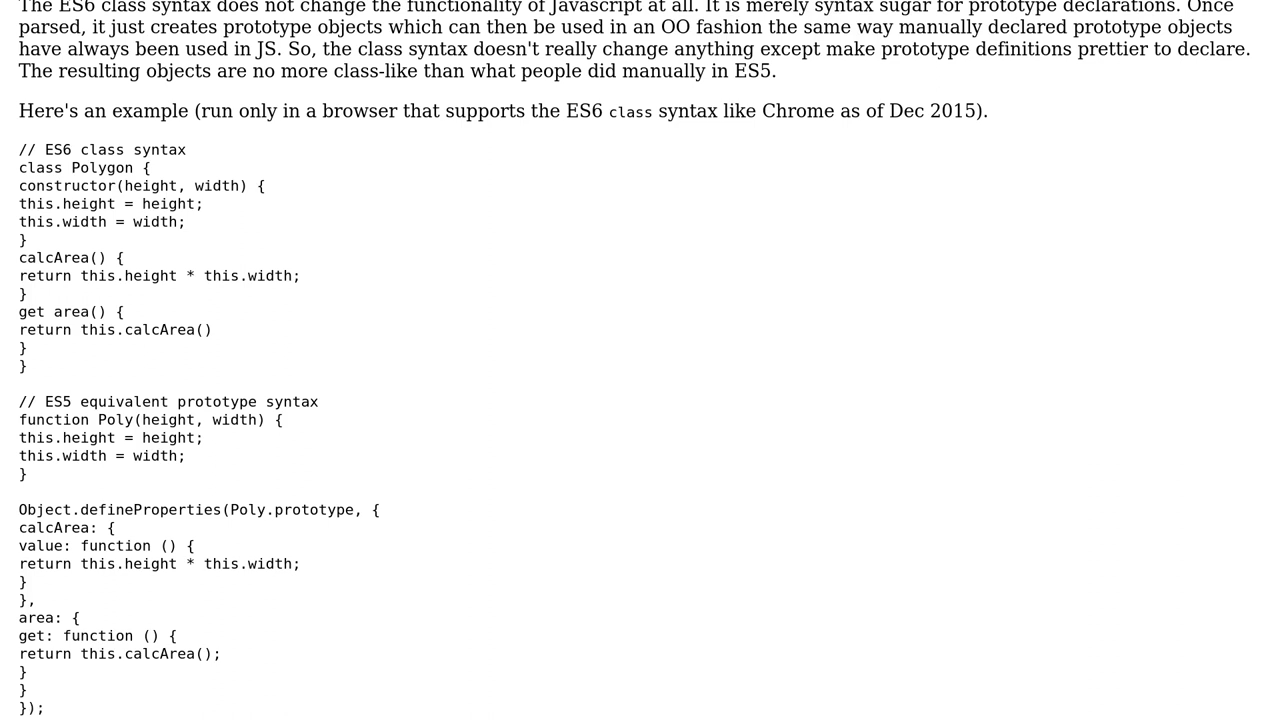 The ES6 class syntax does not change the functionality of Javascript at all. It is merely syntax sugar for prototype declarations. Once
parsed, it just creates prototype objects which can then be used in an OO fashion the same way manually declared prototype objects
have always been used in JS. So, the class syntax doesn't really change anything except make prototype definitions prettier to declare.
The resulting objects are no more class-like than what people did manually in ES5.
Here's an example (run only in a browser that supports the ES6 class syntax like Chrome as of Dec 2015).
// ES6 class syntax
class Polygon {
constructor(height, width) {
this.height = height;
this.width = width;
}
calcArea() {
return this.height * this.width;
}
get area() {
return this.calcArea()
}
}
// ES5 equivalent prototype syntax
function Poly(height, width) {
this.height = height;
this.width = width;
}
Object.defineProperties(Poly.prototype, {
calcArea: {
value: function () {
return this.height * this.width;
}
},
area: {
get: function () {
return this.calcArea();
}
}
});